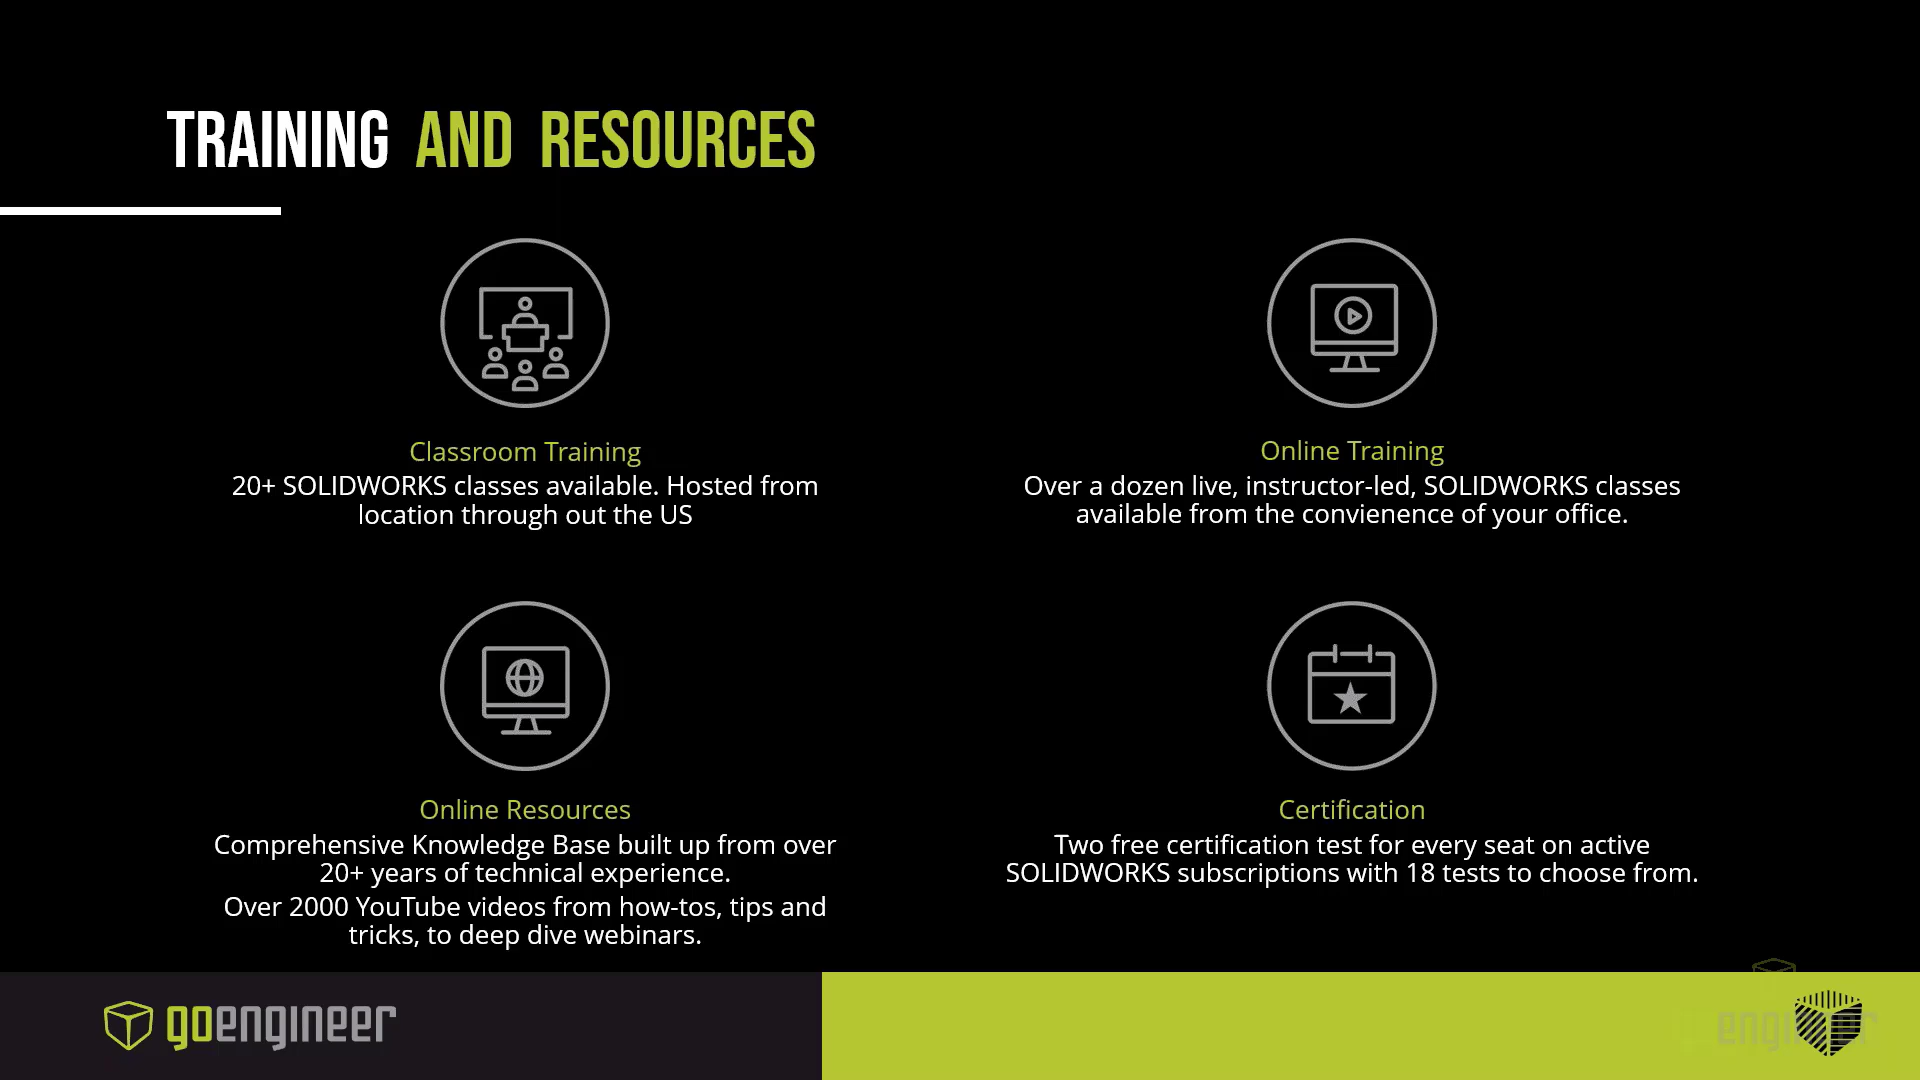 TRAINING AND RESOURCES
Classroom Training
20+ SOLIDWORKS classes available. Hosted from
location through out the US
Online Training
Over a dozen live, instructor-led, SOLIDWORKS classes
available from the convienence of your office.
Online Resources
Comprehensive Knowledge Base built up from over
20+ years of technical experience.
Over 2000 YouTube videos from how-tos, tips and
tricks, to deep dive webinars.
Certification
Two free certification test for every seat on active
SOLIDWORKS subscriptions with 18 tests to choose from.
goengineer